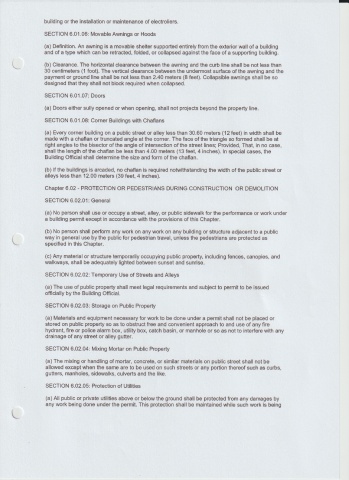 building or the installation or maintenance of electroliers.
SECTION 6.01.06: Movable Awnings or Hoods
(a) Definition. An awning is a movable shelter supported entirely from the exterior wall of a building
and of a type which can be retracted, folded, or collapsed against the face of a supporting building.
(b) Clearance. The horizontal clearance between the awning and the curb line shall be not less than
30 centimeters (1 foot). The vertical clearance between the undermost surface of the awning and the
payment or ground line shall be not less than 2.40 meters (8 feet). Collapsible awnings shall be so
designed that they shall not block required when collapsed.
SECTION 6.01.07: Doors
(a) Doors either sully opened or when opening, shall not projects beyond the property line.
SECTION 6.01.08: Corner Buildings with Chaflans
(a) Every corner building on a public street or alley less than 30.60 meters (12 feet) in width shall be
made with a chaflan or truncated angle at the corner. The face of the triangle so formed shall be at
right angles to the bisector of the angle of intersection of the street lines; Provided, That, in no case,
shall the length of the chaflan be less than 4.00 meters (13 feet, 4 inches). In special cases, the
Building Official shall determine the size and form of the chaflan.
(b) If the buildings is arcaded, no chaflan is required notwithstanding the width of the public street or
alleys less than 12.00 meters (39 feet, 4 inches).
Chapter 6.02 - PROTECTION OR PEDESTRIANS DURING CONSTRUCTION OR DEMOLITION
SECTION 6.02.01: General
(a) No person shall use or occupy a street, alley, or public sidewalk for the performance or work under
a building permit except in accordance with the provisions of this Chapter.
(b) No person shall perform any work on any work on any building or structure adjacent to a public
way in general use by the public for pedestrian travel, unless the pedestrians are protected as
specified in this Chapter.
(c) Any material or structure temporarily occupying public property, including fences, canopies, and
walkways, shall be adequately lighted between sunset and sunrise.
SECTION 6.02.02: Temporary Use of Streets and Alleys
(a) The use of public property shall meet legal requirements and subject to permit to be issued
officially by the Building Official.
SECTION 6.02.03: Storage on Public Property
(a) Materials and equipment necessary for work to be done under a permit shall not be placed or
stored on public property so as to obstruct free and convenient approach to and use of any fire
hydrant, fire or police alarm box, utility box, catch basin, or manhole or so as not to interfere with any
drainage of any street or alley gutter.
SECTION 6.02.04: Mixing Mortar on Public Property
(a) The mixing or handling of mortar, concrete, or similar materials on public street shall not be
allowed except when the same are to be used on such streets or any portion thereof such as curbs,
gutters, manholes, sidewalks, culverts and the like.
SECTION 6.02.05: Protection of Utilities
(a) All public or private utilities above or below the ground shall be protected from any damages by
any work being done under the permit. This protection shall be maintained while such work is being